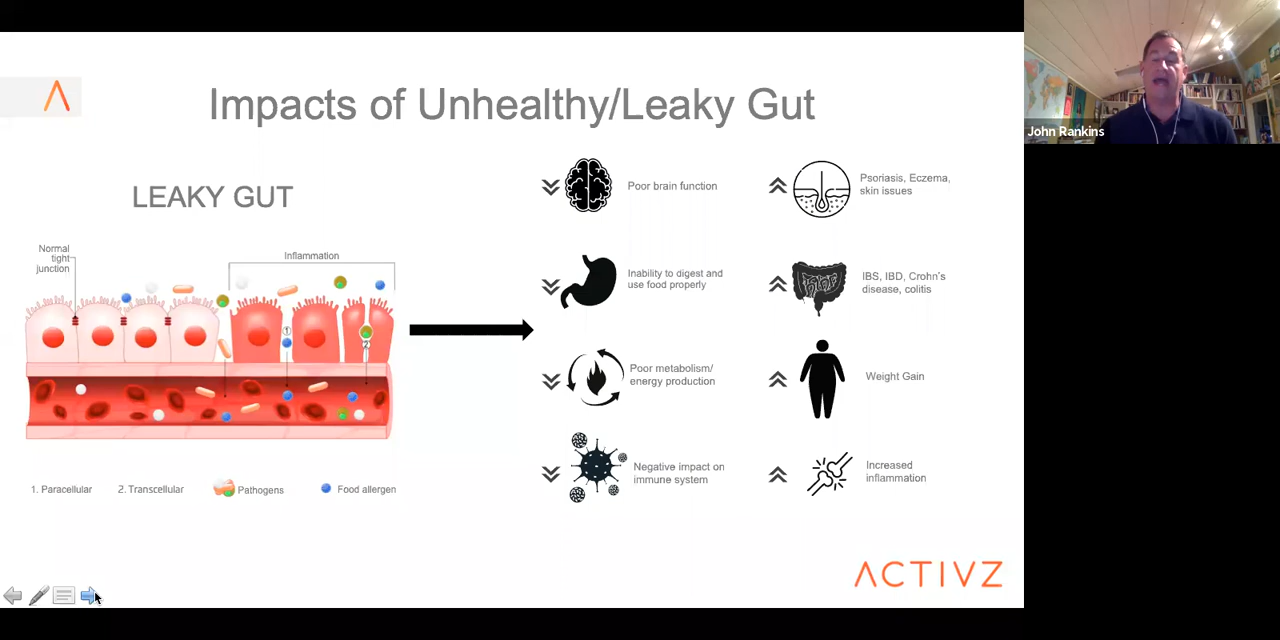 Impacts of Unhealthy/Leaky Gut
LEAKY GUT
Normal
tight
junction
Inflammation
1
2
1. Paracellular
2. Transcellular
Pathogens
Food allergen
Poor brain function
Psoriasis, Eczema,
skin issues
Inability to digest and
use food properly
IBS, IBD, Crohn's
disease, colitis
Poor metabolism/
energy production
Weight Gain
Negative impact on
immune system
Increased
inflammation
ACTIVZ
John Rankins